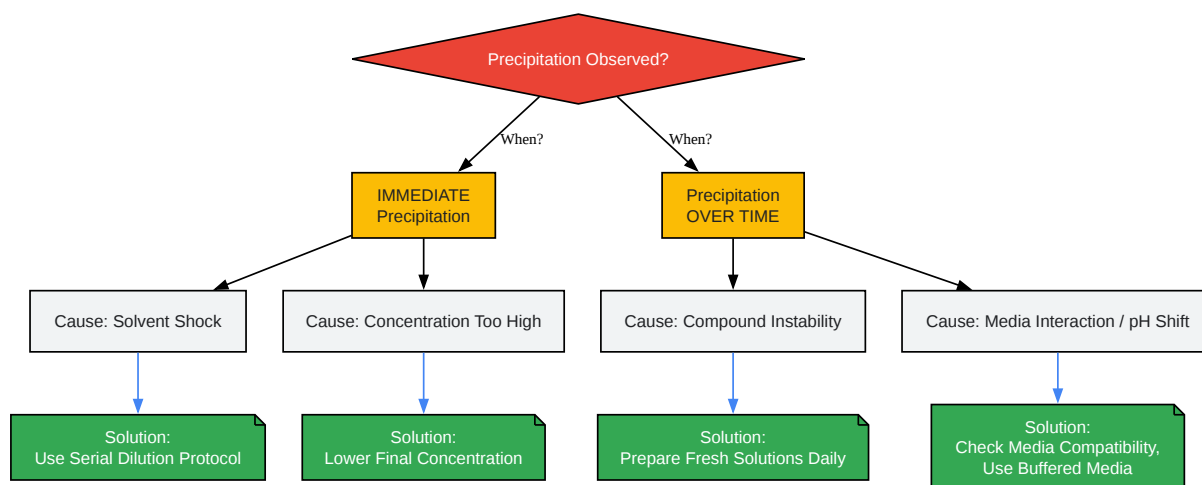 Precipitation Observed?
When?
When?
IMMEDIATE
Precipitation
Precipitation
OVER TIME
Cause: Solvent Shock
Cause: Concentration Too High
Cause: Compound Instability
Cause: Media Interaction / pH Shift
Solution:
Use Serial Dilution Protocol
Solution:
Lower Final Concentration
Solution:
Prepare Fresh Solutions Daily
Solution:
Check Media Compatibility,
Use Buffered Media